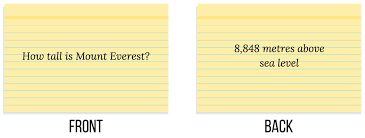 How tall is Mount Everest?
8,848 metres above
sea level
FRONT
BACK